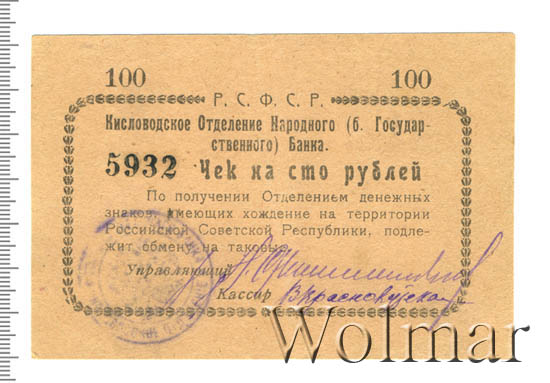 100 100
Р. С. Ф. С. Р.
Кисловодское Отделение Народного (б. Государ-
ственного) Банка.
5932 Чек на сто рублей
По получении Отделением денежных
знаков, имеющих хождение на территории
Российской Советской Республики, подле-
жит обмену на таковые.
Управляющий
Кассир
Wolmar